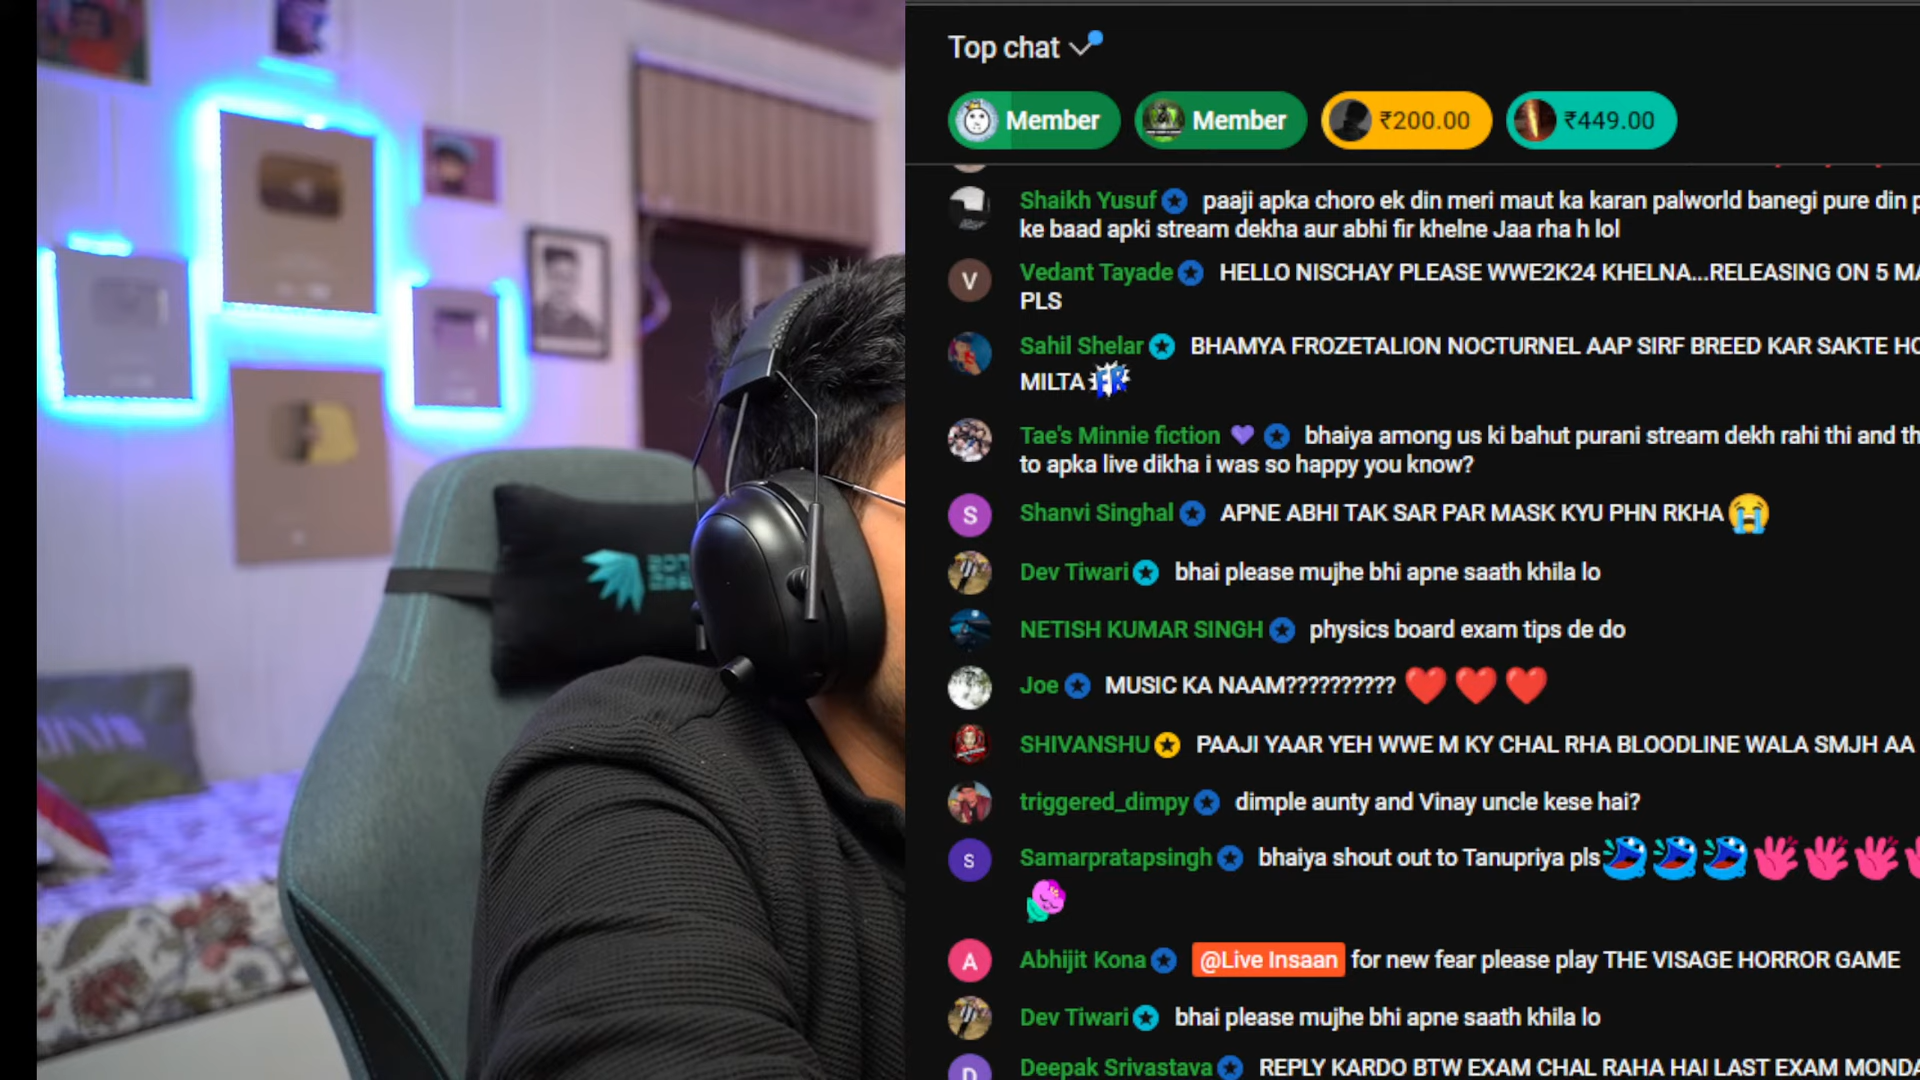 Top chat
Member
Member
₹200.00
₹449.00
Shaikh Yusuf paaji apka choro ek din meri maut ka karan palworld banegi pure din
ke baad apki stream dekha aur abhi fir khelne Jaa rha h lol
V
Vedant Tayade HELLO NISCHAY PLEASE WWE2K24 KHELNA...RELEASING ON 5
PLS
Sahil Shelar BHAMYA FROZETALION NOCTURNEL AAP SIRF BREED KAR SAKTE
MILTA FR
Tae's Minnie fiction 💜 bhaiya among us ki bahut purani stream dekh rahi thi and
to apka live dikha i was so happy you know?
S
Shanvi Singhal APNE ABHI TAK SAR PAR MASK KYU PHN RKHA 😭
Dev Tiwari bhai please mujhe bhi apne saath khila lo
NETISH KUMAR SINGH physics board exam tips de do
Joe MUSIC KA NAAM?????????? ❤️ ❤️ ❤️
SHIVANSHU PAAJI YAAR YEH WWE M KY CHAL RHA BLOODLINE WALA SMJH AA
triggered_dimpy dimple aunty and Vinay uncle kese hai?
S
Samarpratapsingh bhaiya shout out to Tanupriya pls
A
Abhijit Kona @Live Insaan for new fear please play THE VISAGE HORROR GAME
Dev Tiwari bhai please mujhe bhi apne saath khila lo
D
Deepak Srivastava REPLY KARDO BTW EXAM CHAL RAHA HAI LAST EXAM